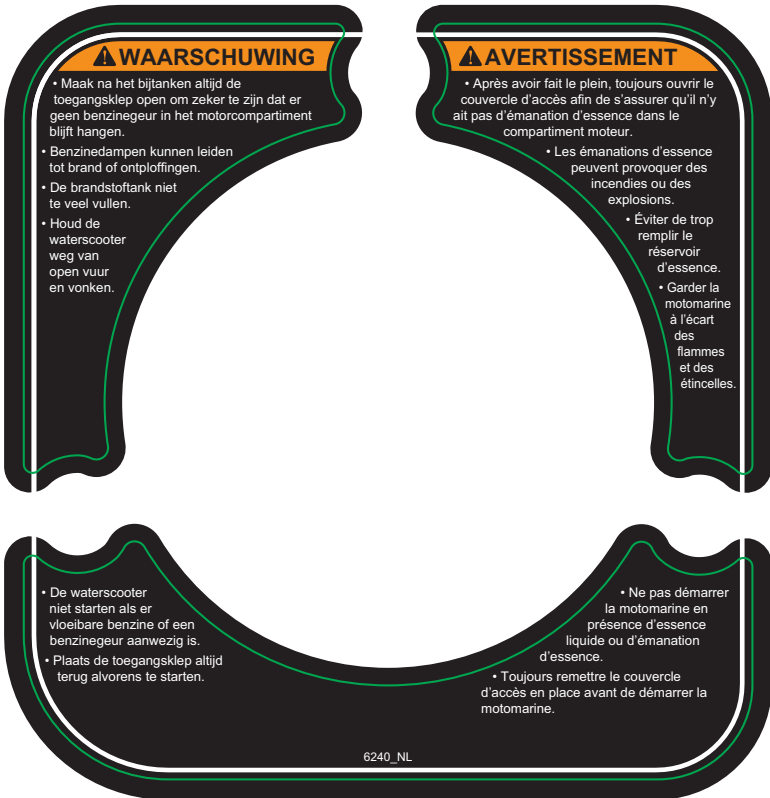 WAARSCHUWING
• Maak na het bijtanken altijd de
toegangsklep open om zeker te zijn dat er
geen benzinegeur in het motorcompartiment
blijft hangen.
• Benzinedampen kunnen leiden
tot brand of ontploffingen.
• De brandstoftank niet
te veel vullen.
• Houd de
waterscooter
weg van
open vuur
en vonken.
AVERTISSEMENT
• Après avoir fait le plein, toujours ouvrir le
couvercle d’accès afin de s’assurer qu’il n’y
ait pas d’émanation d’essence dans le
compartiment moteur.
• Les émanations d’essence
peuvent provoquer des
incendies ou des
explosions.
• Éviter de trop
remplir le
réservoir
d’essence.
• Garder la
motomarine
à l’écart
des
flammes
et des
étincelles.
• De waterscooter
niet starten als er
vloeibare benzine of een
benzinegeur aanwezig is.
• Plaats de toegangsklep altijd
terug alvorens te starten.
• Ne pas démarrer
la motomarine en
présence d’essence
liquide ou d’émanation
d’essence.
• Toujours remettre le couvercle
d’accès en place avant de démarrer la
motomarine.
6240_NL